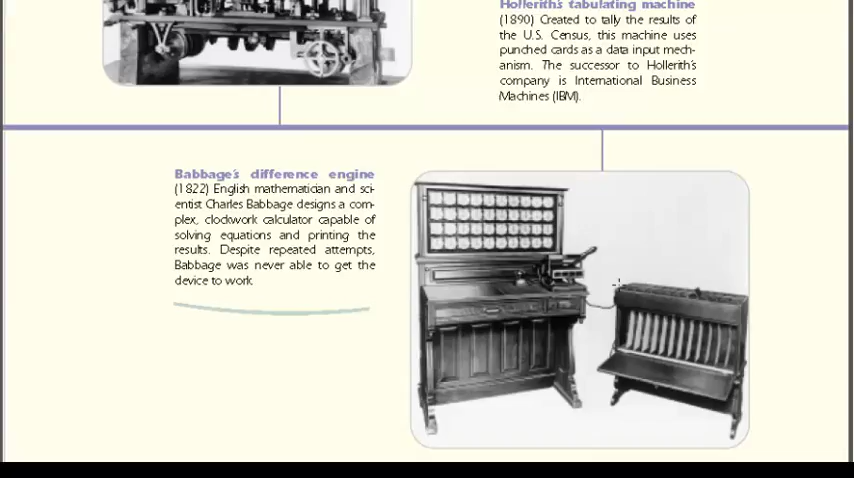 Hollerith's tabulating machine
(1890) Created to tally the results of
the U.S. Census, this machine uses
punched cards as a data input mech-
anism. The successor to Hollerith's
company is International Business
Machines (IBM).
Babbage's difference engine
(1822) English mathematician and sci-
entist Charles Babbage designs a com-
plex, clockwork calculator capable of
solving equations and printing the
results. Despite repeated attempts,
Babbage was never able to get the
device to work.